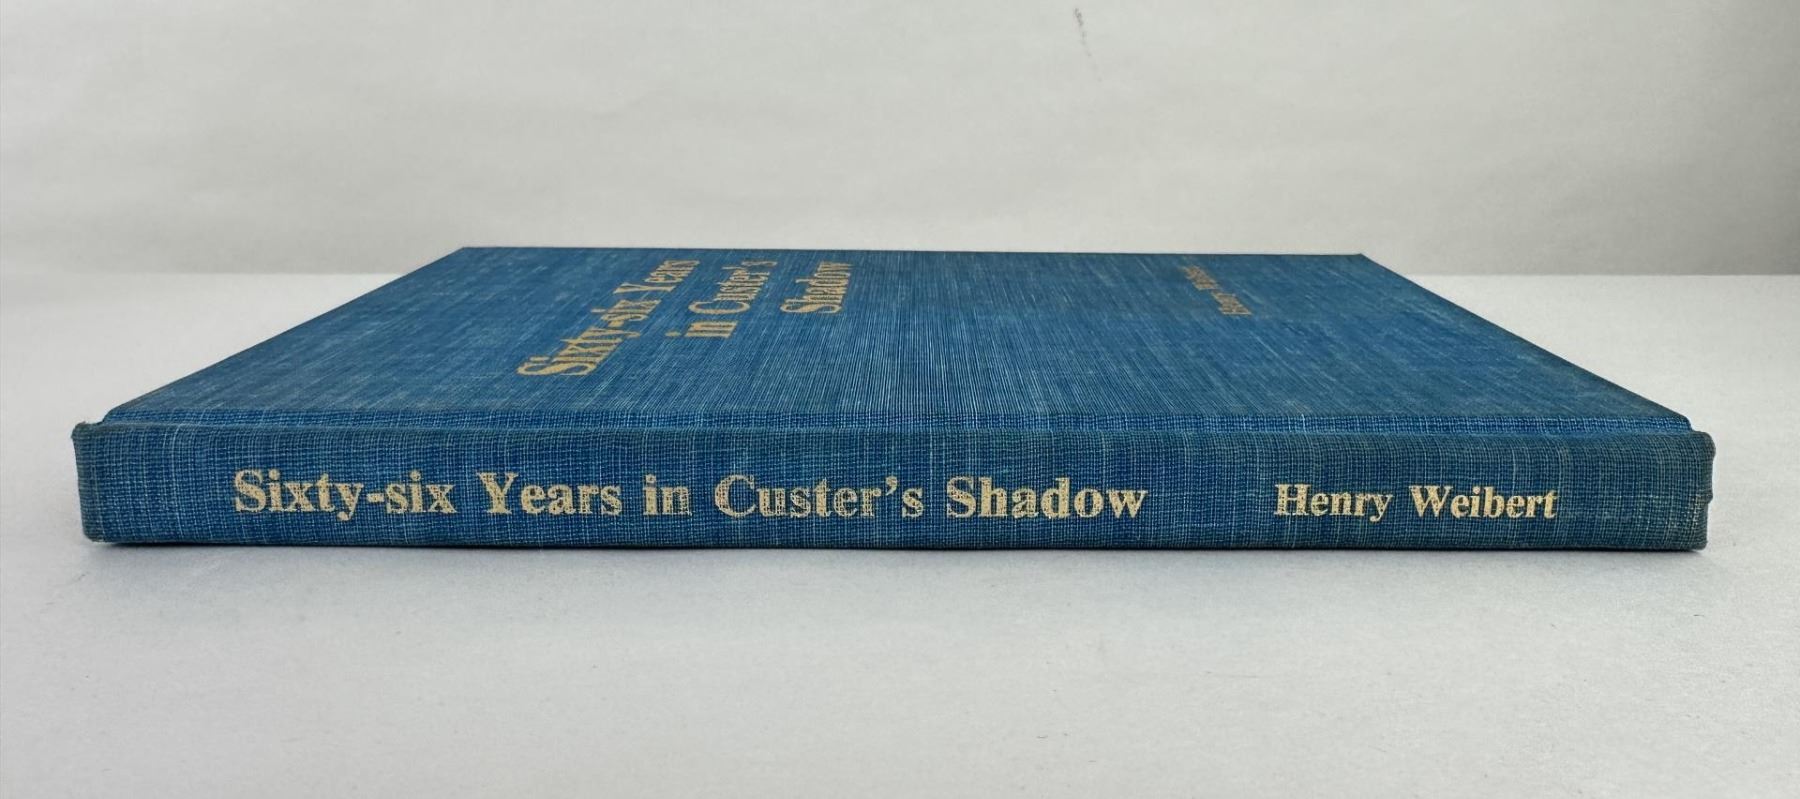 Sixty-six Years
in Custer's
Shadow
Henry Weibert
Sixty-six Years in Custer's Shadow Henry Weibert